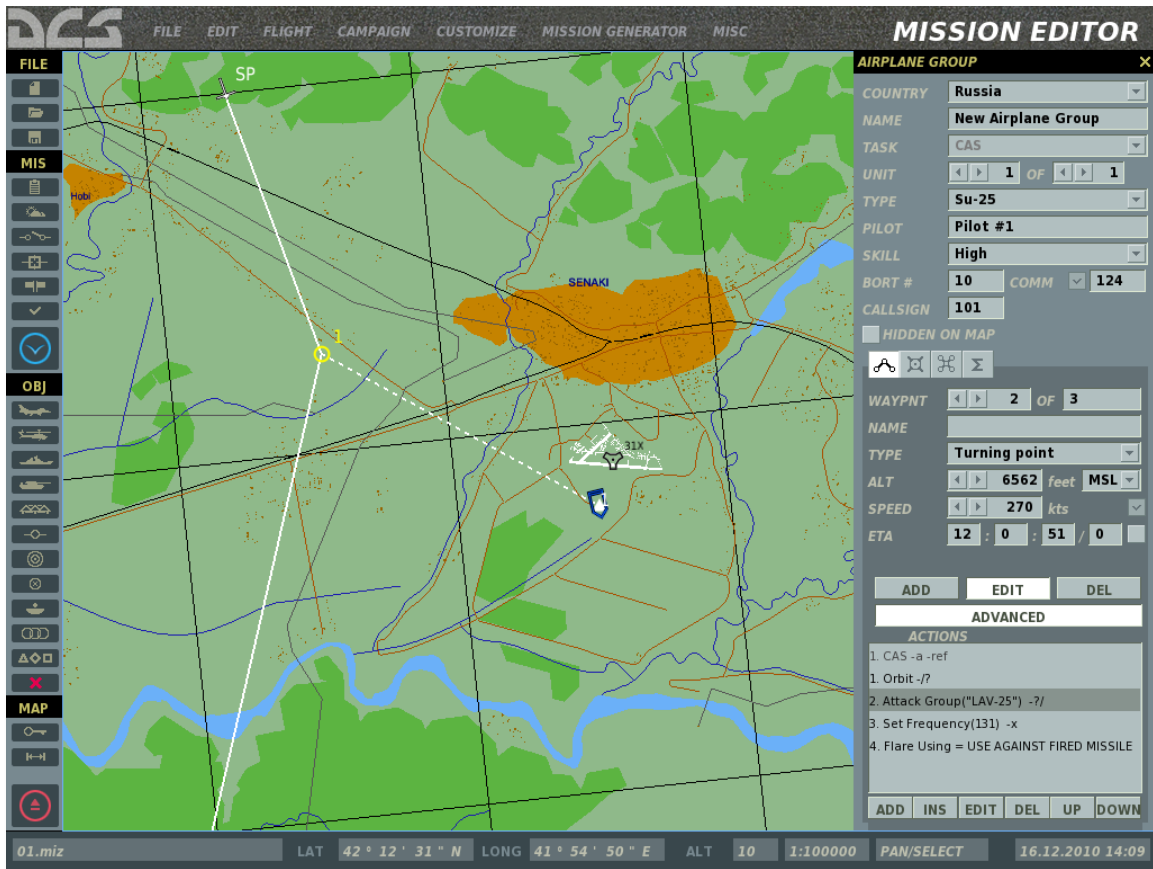 DCS
FILE EDIT FLIGHT CAMPAIGN CUSTOMIZE MISSION GENERATOR MISC
MISSION EDITOR
FILE
MIS
OBJ
MAP
SP
Hobi
SENAKI
1
31X
AIRPLANE GROUP
COUNTRY Russia
NAME New Airplane Group
TASK CAS
UNIT 1 OF 1
TYPE Su-25
PILOT Pilot #1
SKILL High
BORT # 10 COMM 124
CALLSIGN 101
HIDDEN ON MAP
WAYPNT 2 OF 3
NAME
TYPE Turning point
ALT 6562 feet MSL
SPEED 270 kts
ETA 12 : 0 : 51 / 0
ADD EDIT DEL
ADVANCED
ACTIONS
1. CAS -a -ref
1. Orbit -/?
2. Attack Group("LAV-25") -?/
3. Set Frequency(131) -x
4. Flare Using = USE AGAINST FIRED MISSILE
ADD INS EDIT DEL UP DOWN
01.miz LAT 42 ° 12 ' 31 " N LONG 41 ° 54 ' 50 " E ALT 10 1:100000 PAN/SELECT 16.12.2010 14:09